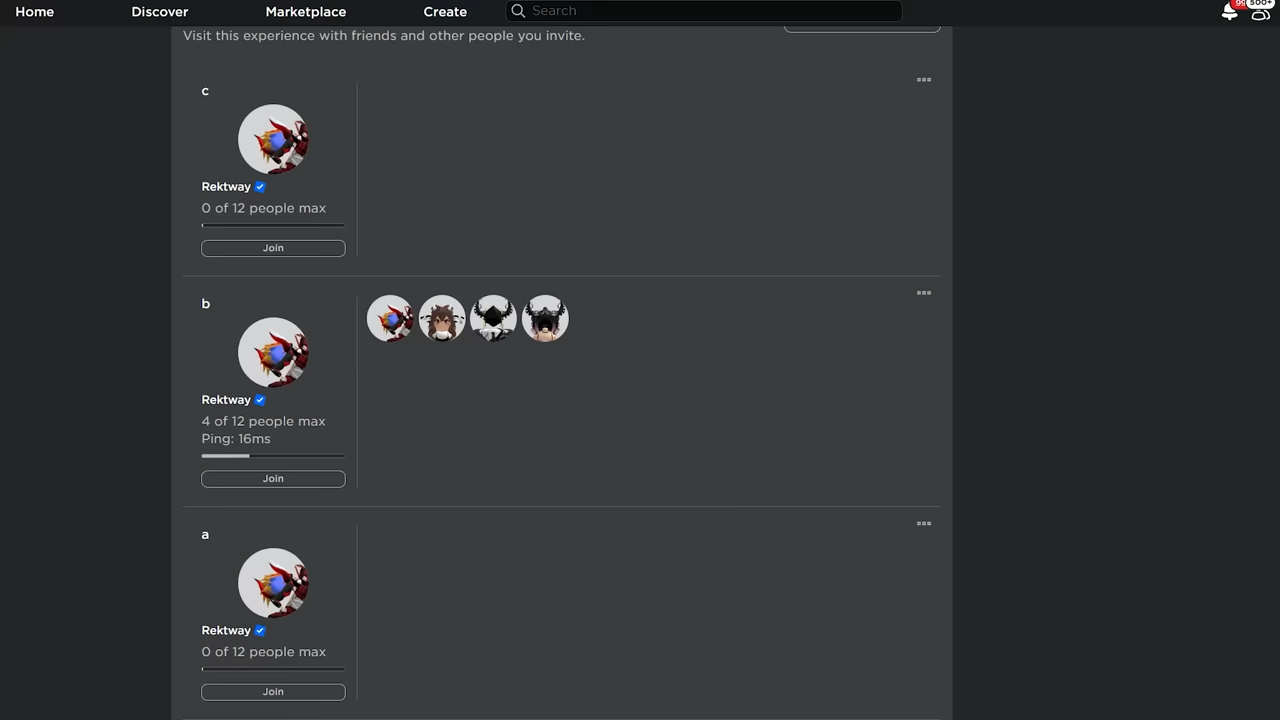 Home Discover Marketplace Create Search 99 500+
Visit this experience with friends and other people you invite.
c
Rektway
0 of 12 people max
Join
b
Rektway
4 of 12 people max
Ping: 16ms
Join
a
Rektway
0 of 12 people max
Join